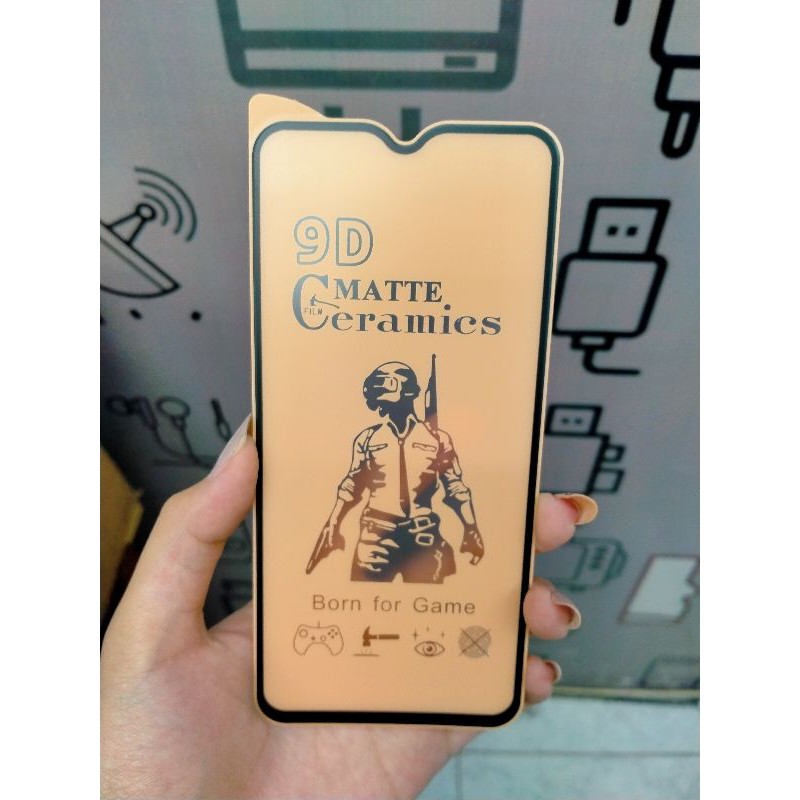 9D
MATTE
FILM
Ceramics
Born for Game